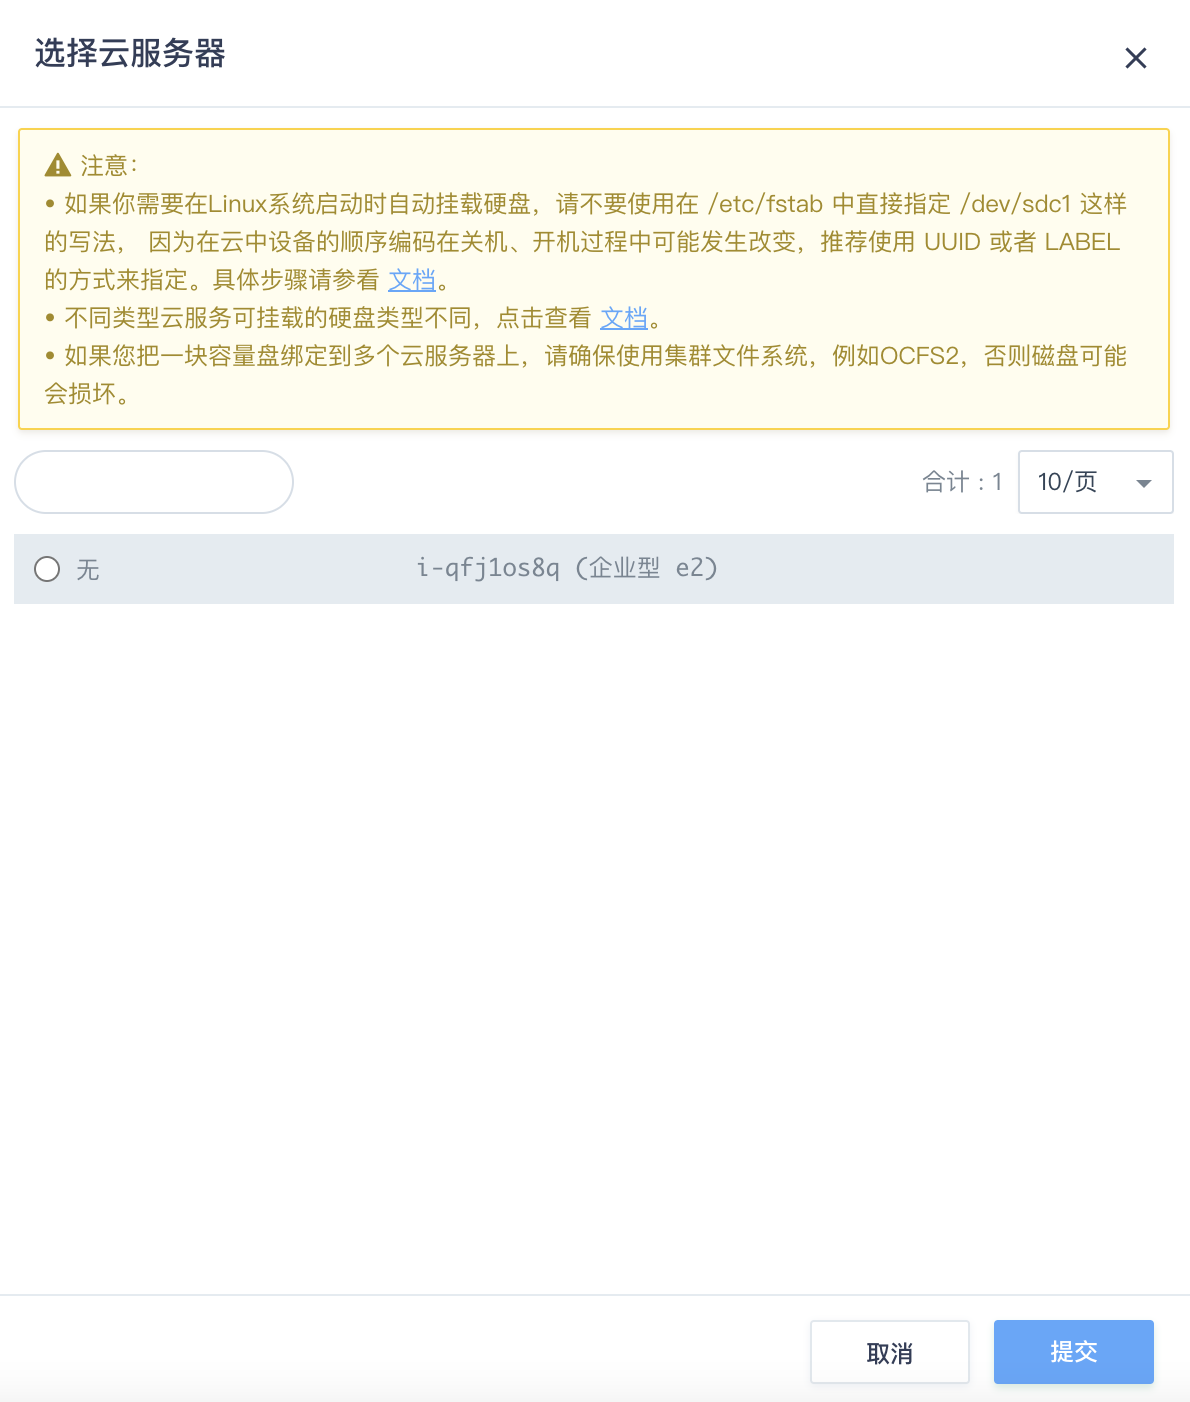 选择云服务器
注意：
• 如果你需要在Linux系统启动时自动挂载硬盘，请不要使用在 /etc/fstab 中直接指定 /dev/sdc1 这样
的写法， 因为在云中设备的顺序编码在关机、开机过程中可能发生改变，推荐使用 UUID 或者 LABEL
的方式来指定。具体步骤请参看 文档。
• 不同类型云服务可挂载的硬盘类型不同，点击查看 文档。
• 如果您把一块容量盘绑定到多个云服务器上，请确保使用集群文件系统，例如OCFS2，否则磁盘可能
会损坏。
合计 : 1 10/页
无 i-qfj1os8q (企业型 e2)
取消 提交